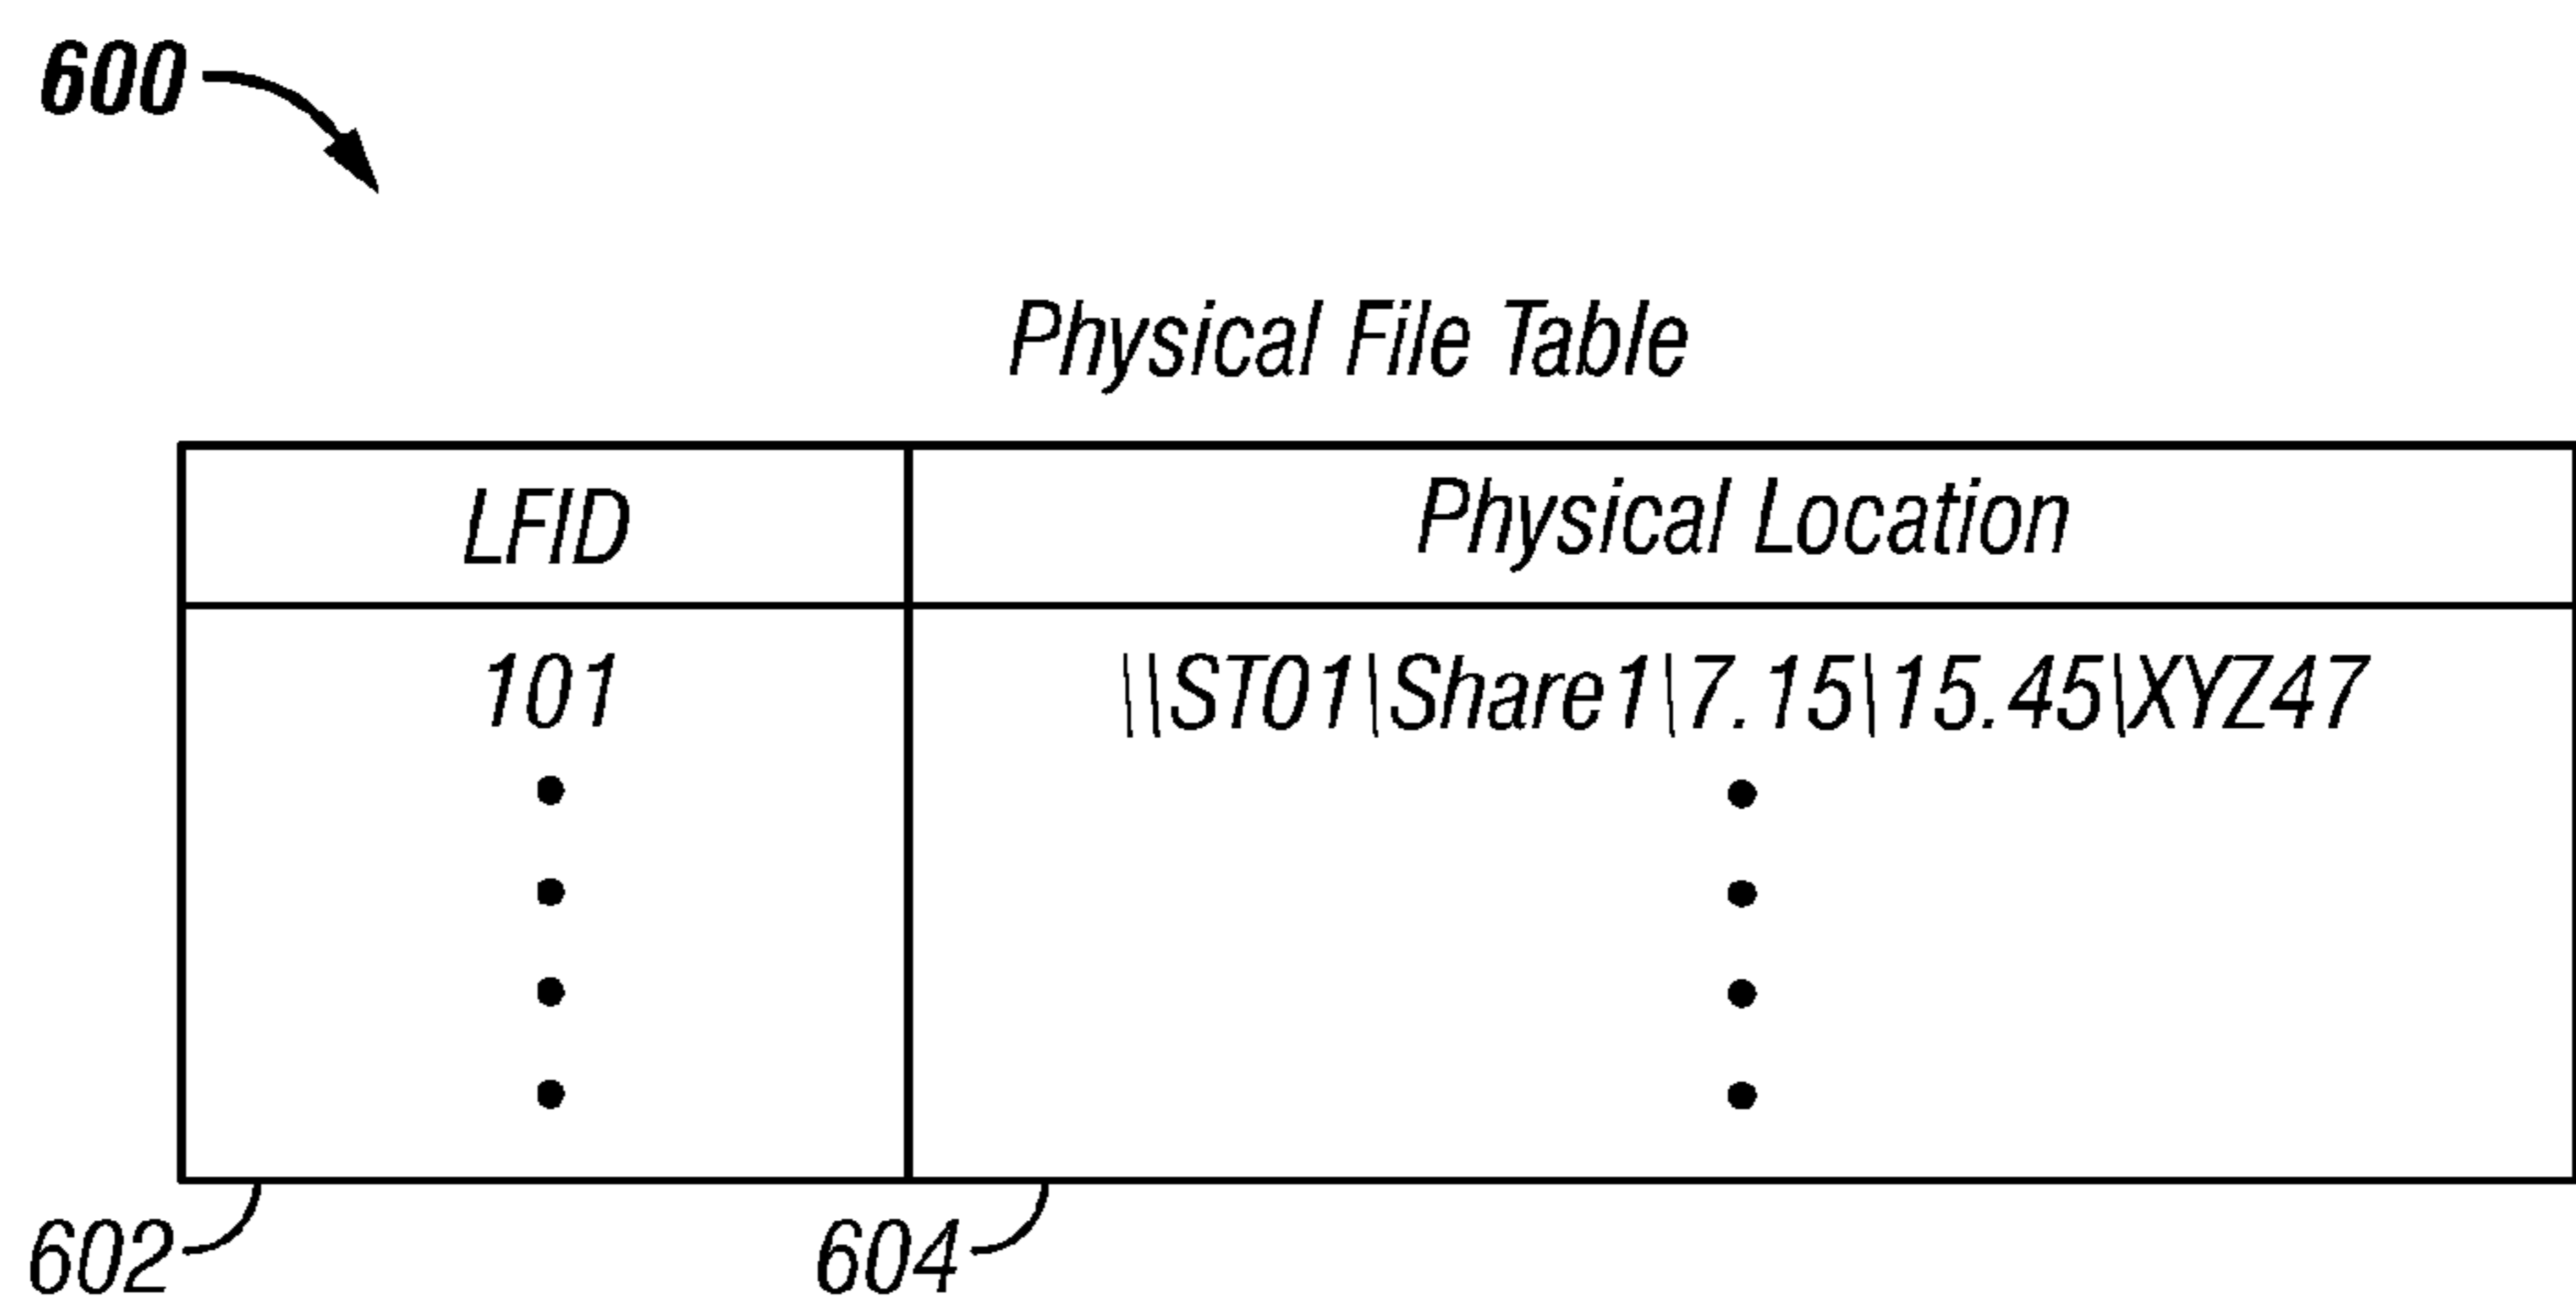 600
Physical File Table
LFID Physical Location
101 \\ST01\Share1\7.15\15.45\XYZ47
602 604